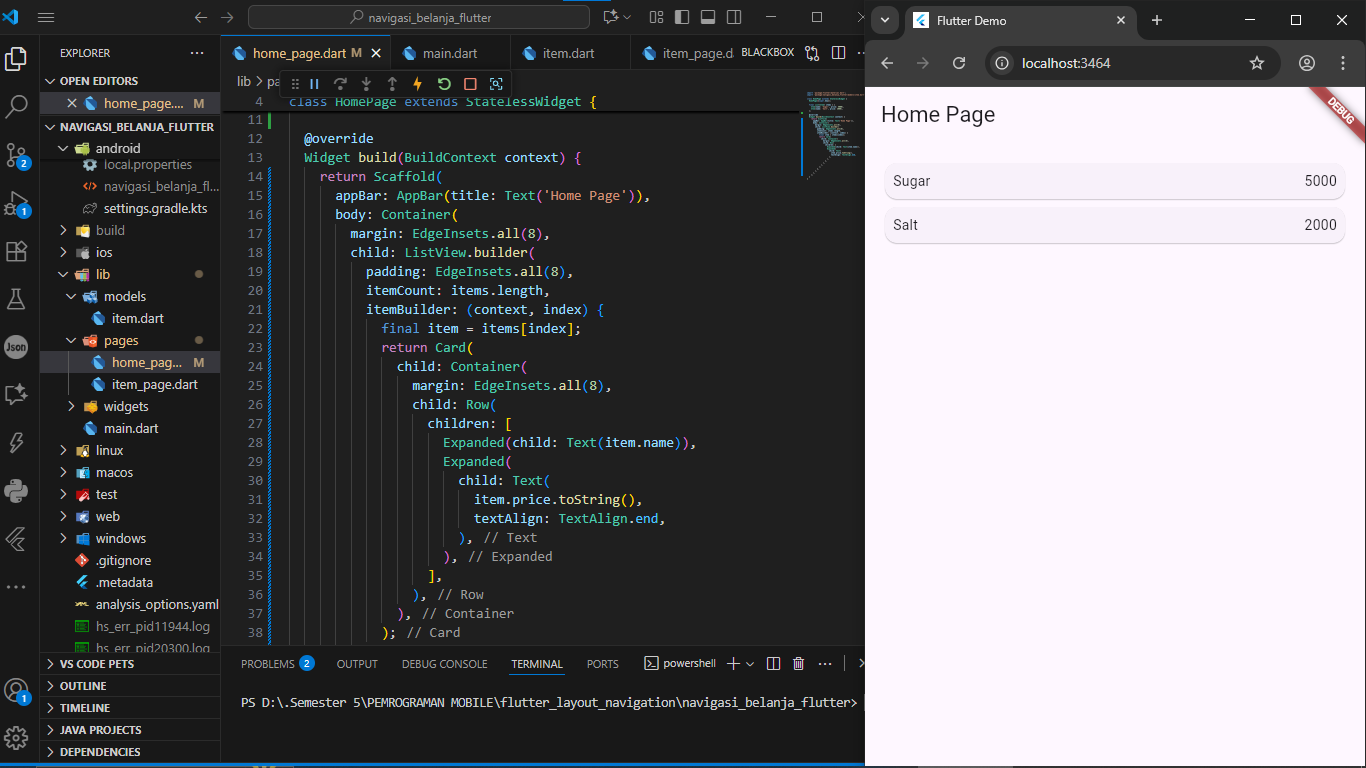 navigasi_belanja_flutter
EXPLORER
OPEN EDITORS
home_page.... M
NAVIGASI_BELANJA_FLUTTER
android
local.properties
navigasi_belanja_fl...
settings.gradle.kts
build
ios
lib
models
item.dart
pages
home_pag... M
item_page.dart
widgets
main.dart
linux
macos
test
web
windows
.gitignore
.metadata
analysis_options.yaml
hs_err_pid11944.log
hs_err_pid20300.log
VS CODE PETS
OUTLINE
TIMELINE
JAVA PROJECTS
DEPENDENCIES
2
1
Json
1
home_page.dart M
main.dart
item.dart
item_page.d
BLACKBOX
lib > pa
4 class HomePage extends StatelessWidget {
11
12 @override
13 Widget build(BuildContext context) {
14 return Scaffold(
15 appBar: AppBar(title: Text('Home Page')),
16 body: Container(
17 margin: EdgeInsets.all(8),
18 child: ListView.builder(
19 padding: EdgeInsets.all(8),
20 itemCount: items.length,
21 itemBuilder: (context, index) {
22 final item = items[index];
23 return Card(
24 child: Container(
25 margin: EdgeInsets.all(8),
26 child: Row(
27 children: [
28 Expanded(child: Text(item.name)),
29 Expanded(
30 child: Text(
31 item.price.toString(),
32 textAlign: TextAlign.end,
33 ), // Text
34 ), // Expanded
35 ],
36 ), // Row
37 ), // Container
38 ); // Card
PROBLEMS 2
OUTPUT
DEBUG CONSOLE
TERMINAL
PORTS
powershell
PS D:\.Semester 5\PEMROGRAMAN MOBILE\flutter_layout_navigation\navigasi_belanja_flutter>
Flutter Demo
localhost:3464
Home Page
DEBUG
Sugar 5000
Salt 2000